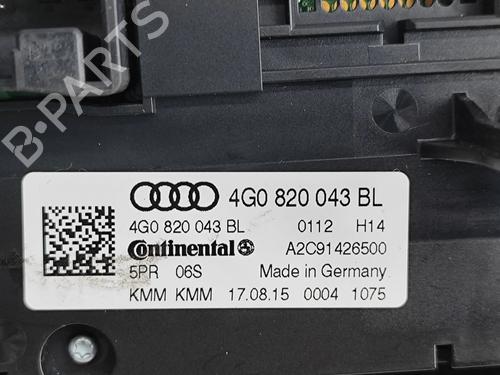 B-PARTS
4G0 820 043 BL
4G0 820 043 BL 0112 H14
Continental A2C91426500
5PR 06S Made in Germany
KMM KMM 17.08.15 0004 1075